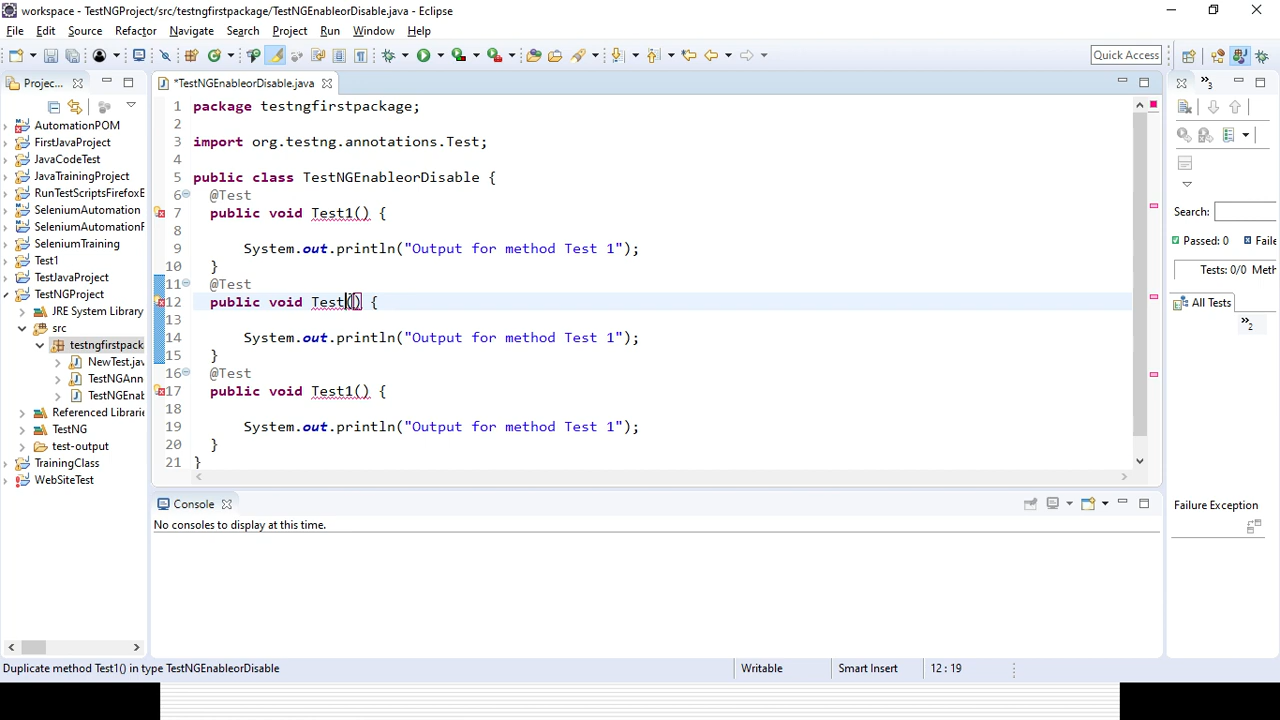 workspace - TestNGProject/src/testngfirstpackage/TestNGEnableorDisable.java - Eclipse
File Edit Source Refactor Navigate Search Project Run Window Help
Quick Access
Projec...
*TestNGEnableorDisable.java
3
AutomationPOM
FirstJavaProject
JavaCodeTest
JavaTrainingProject
RunTestScriptsFirefoxE
SeleniumAutomation
SeleniumAutomationF
SeleniumTraining
Test1
TestJavaProject
TestNGProject
JRE System Library
src
testngfirstpack
NewTest.jav
TestNGAnn
TestNGEnab
Referenced Librarie
TestNG
test-output
TrainingClass
WebSiteTest
1 package testngfirstpackage;
2
3 import org.testng.annotations.Test;
4
5 public class TestNGEnableorDisable {
6 @Test
7 public void Test1() {
8
9 System.out.println("Output for method Test 1");
10 }
11 @Test
12 public void Test() {
13
14 System.out.println("Output for method Test 1");
15 }
16 @Test
17 public void Test1() {
18
19 System.out.println("Output for method Test 1");
20 }
21 }
Search:
Passed: 0 Faile
Tests: 0/0 Meth
All Tests
2
Failure Exception
Console
No consoles to display at this time.
Duplicate method Test1() in type TestNGEnableorDisable
Writable
Smart Insert
12 : 19